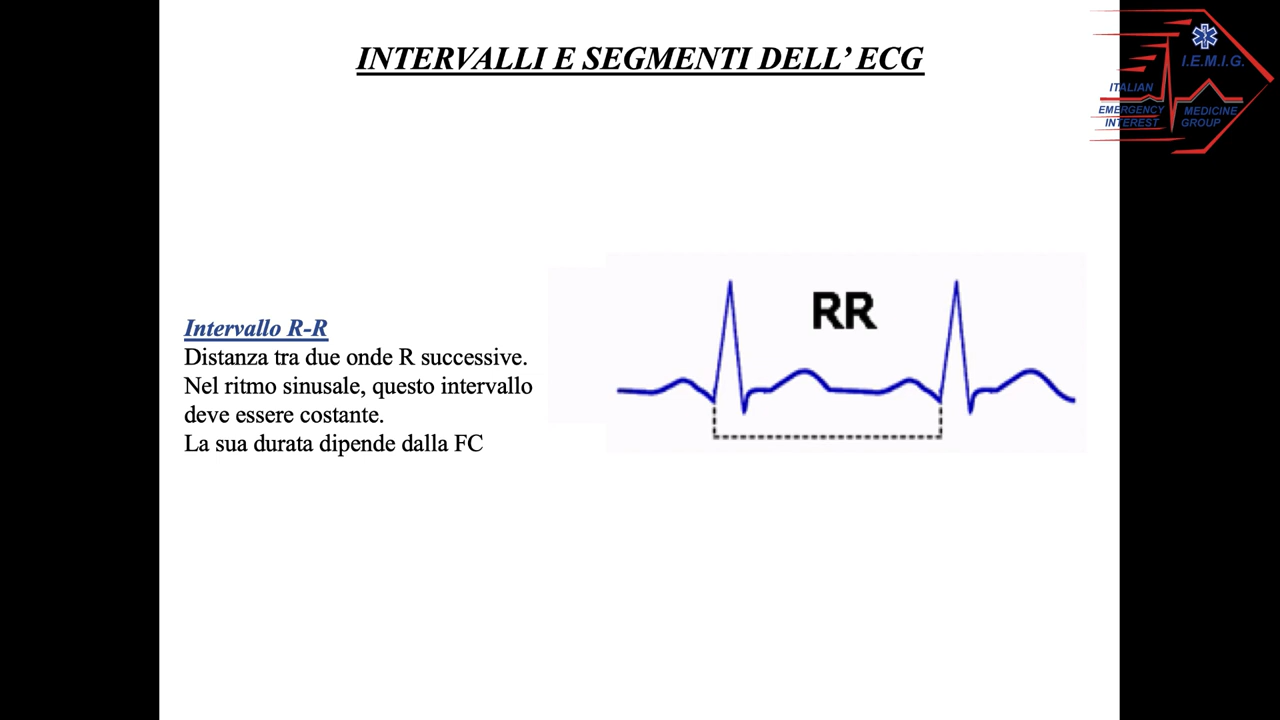 INTERVALLI E SEGMENTI DELL’ ECG
I.E.M.I.G.
ITALIAN
EMERGENCY
INTEREST
MEDICINE
GROUP
Intervallo R-R
Distanza tra due onde R successive.
Nel ritmo sinusale, questo intervallo
deve essere costante.
La sua durata dipende dalla FC
RR